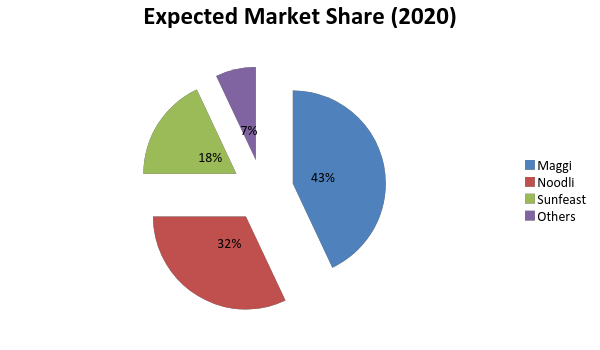 Expected Market Share (2020)
7%
18%
43%
32%
Maggi
Noodli
Sunfeast
Others